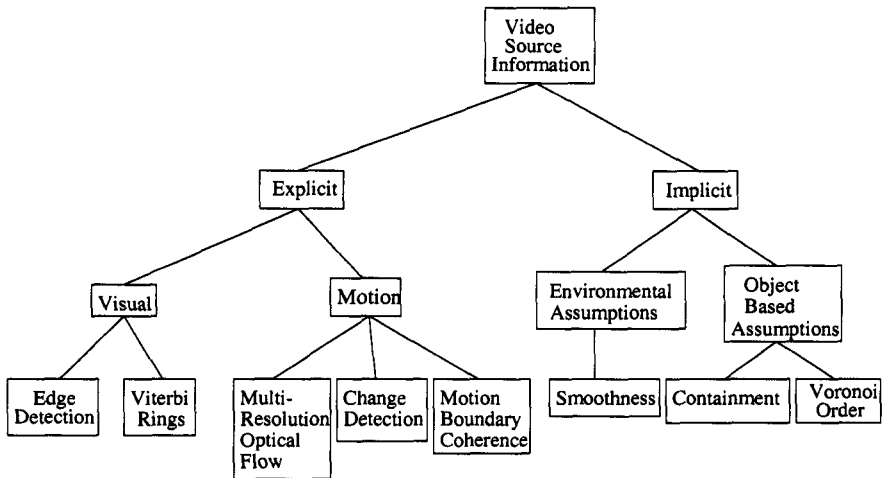 Video
Source
Information
Explicit
Implicit
Visual
Motion
Environmental
Assumptions
Object
Based
Assumptions
Edge
Detection
Viterbi
Rings
Multi-
Resolution
Optical
Flow
Change
Detection
Motion
Boundary
Coherence
Smoothness
Containment
Voronoi
Order